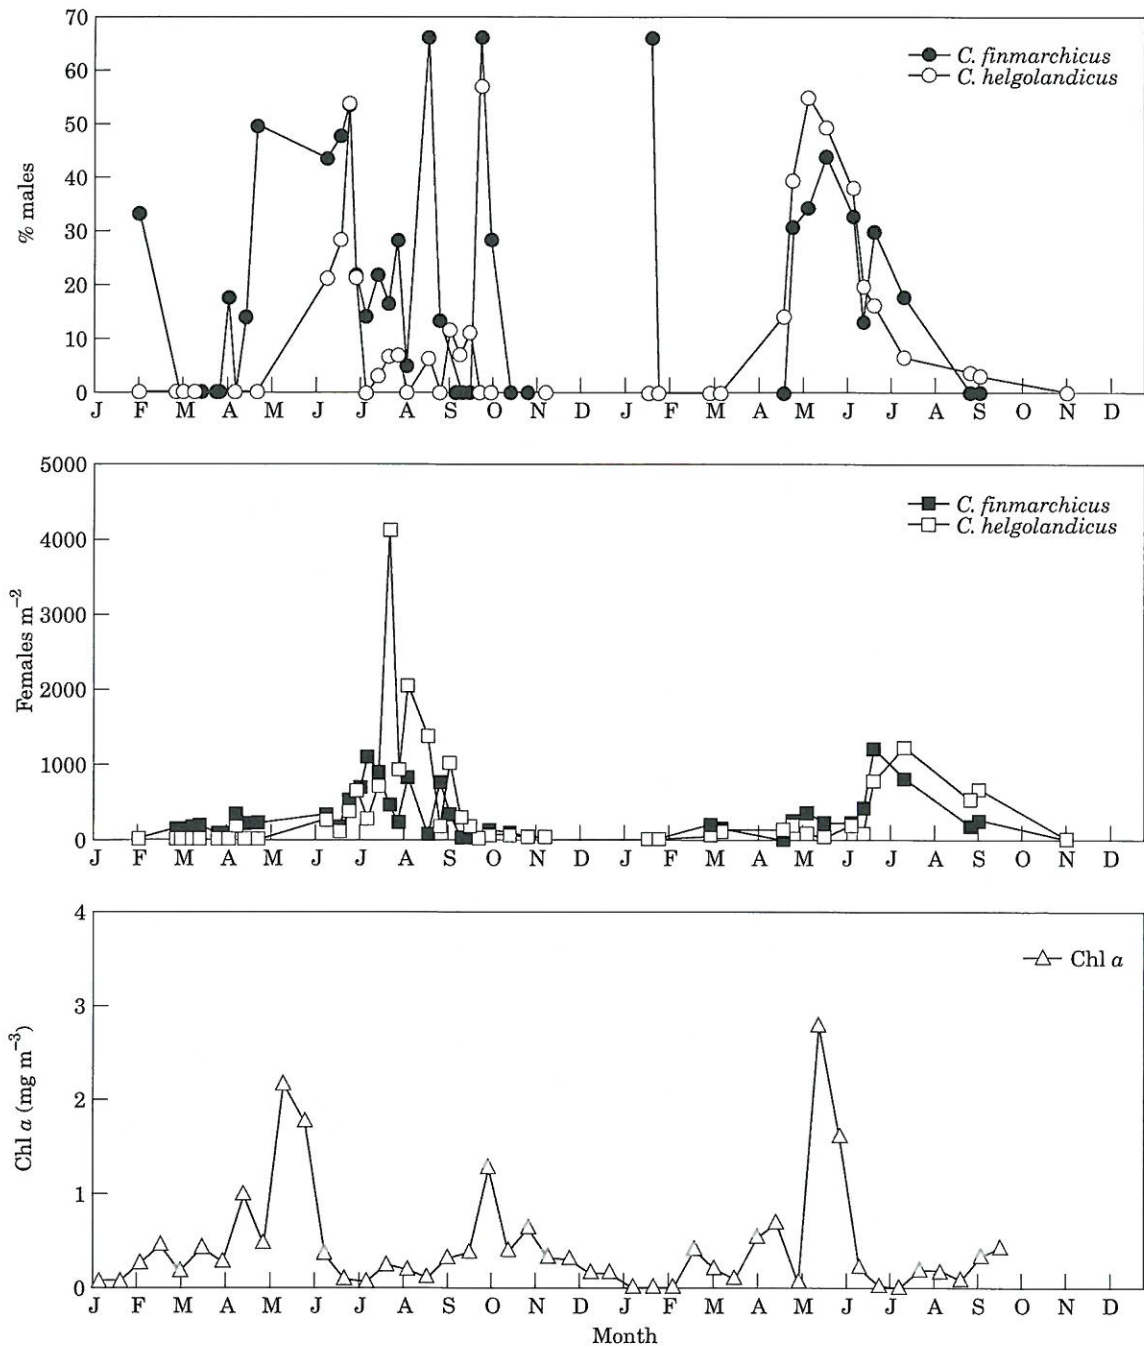 70
60
50
40
30
20
10
0
% males
C. finmarchicus
C. helgolandicus
J F M A M J J A S O N D J F M A M J J A S O N D
5000
4000
3000
2000
1000
0
Females m⁻²
C. finmarchicus
C. helgolandicus
J F M A M J J A S O N D J F M A M J J A S O N D
4
3
2
1
0
Chl a (mg m⁻³)
Chl a
J F M A M J J A S O N D J F M A M J J A S O N D
Month